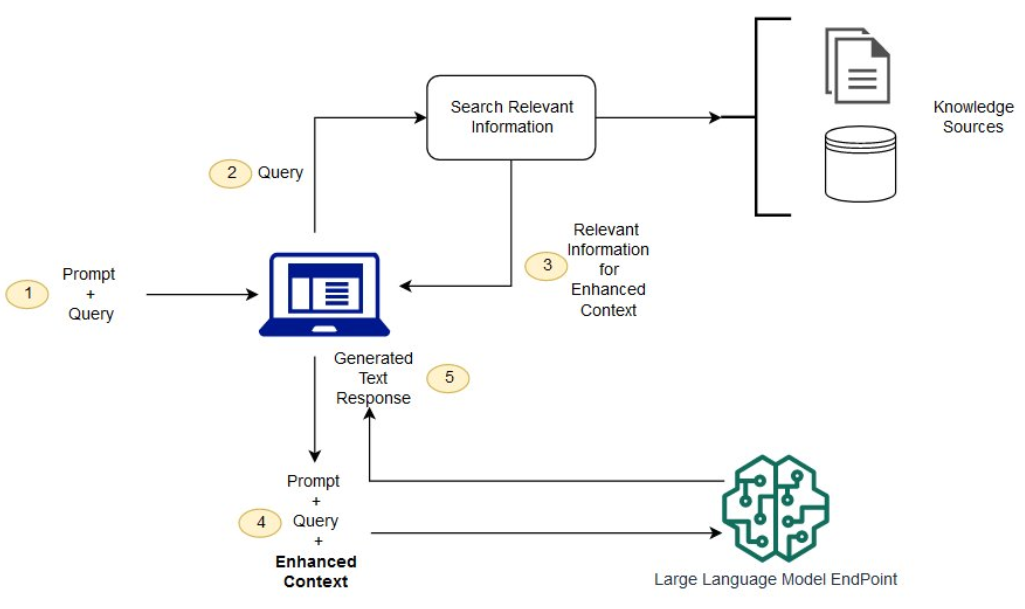 Search Relevant
Information
Knowledge
Sources
2 Query
Relevant
Information
for
Enhanced
Context
3
1
Prompt
+
Query
Generated
Text
Response
5
Prompt
+
Query
+
Enhanced
Context
4
Large Language Model EndPoint